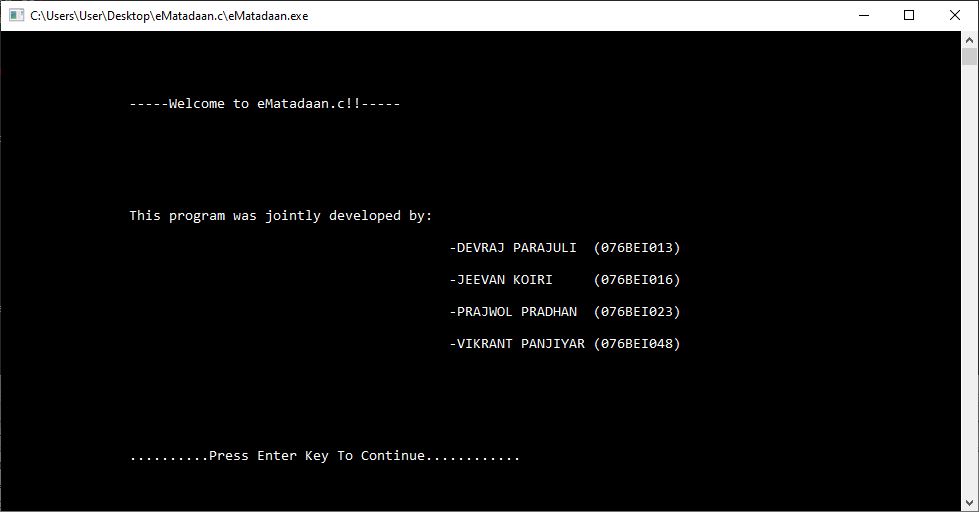 C:\Users\User\Desktop\eMatadaan.c\eMatadaan.exe
-----Welcome to eMatadaan.c!!-----
This program was jointly developed by:
-DEVRAJ PARAJULI  (076BEI013)
-JEEVAN KOIRI     (076BEI016)
-PRAJWOL PRADHAN  (076BEI023)
-VIKRANT PANJIYAR (076BEI048)
..........Press Enter Key To Continue............